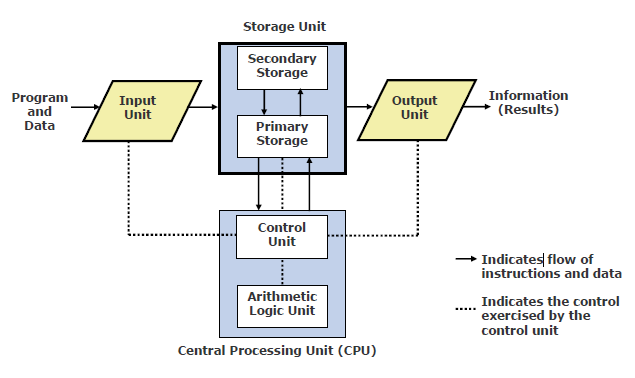 Storage Unit
Secondary
Storage
Program
and
Data
Input
Unit
Primary
Storage
Output
Unit
Information
(Results)
Control
Unit
Arithmetic
Logic Unit
Central Processing Unit (CPU)
Indicates flow of
instructions and data
Indicates the control
exercised by the
control unit